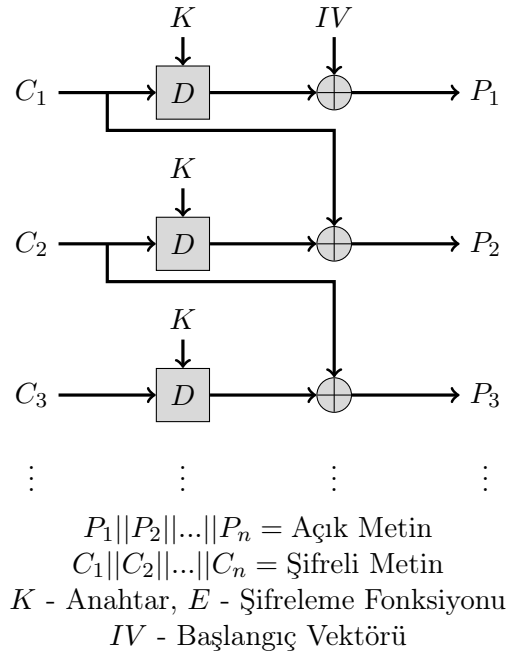 K IV
C₁ D P₁
K
C₂ D P₂
K
C₃ D P₃
⋮ ⋮ ⋮ ⋮
P₁||P₂||...||Pₙ = Açık Metin
C₁||C₂||...||Cₙ = Şifreli Metin
K - Anahtar, E - Şifreleme Fonksiyonu
IV - Başlangıç Vektörü